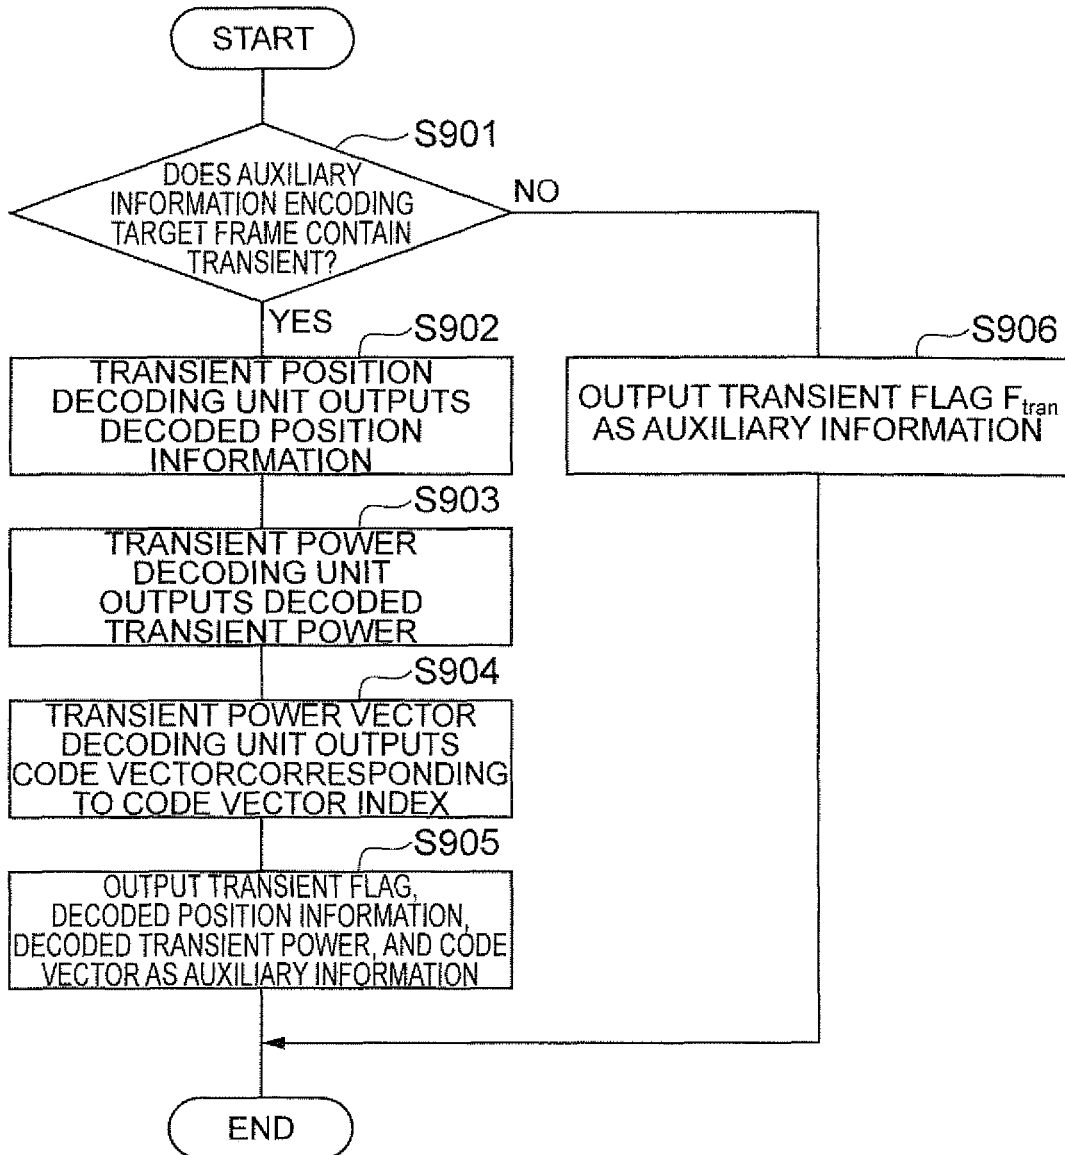 START
S901
DOES AUXILIARY
INFORMATION ENCODING
TARGET FRAME CONTAIN
TRANSIENT?
NO
YES
S902
TRANSIENT POSITION
DECODING UNIT OUTPUTS
DECODED POSITION
INFORMATION
S906
OUTPUT TRANSIENT FLAG Ftran
AS AUXILIARY INFORMATION
S903
TRANSIENT POWER
DECODING UNIT
OUTPUTS DECODED
TRANSIENT POWER
S904
TRANSIENT POWER VECTOR
DECODING UNIT OUTPUTS
CODE VECTORCORRESPONDING
TO CODE VECTOR INDEX
S905
OUTPUT TRANSIENT FLAG,
DECODED POSITION INFORMATION,
DECODED TRANSIENT POWER, AND CODE
VECTOR AS AUXILIARY INFORMATION
END